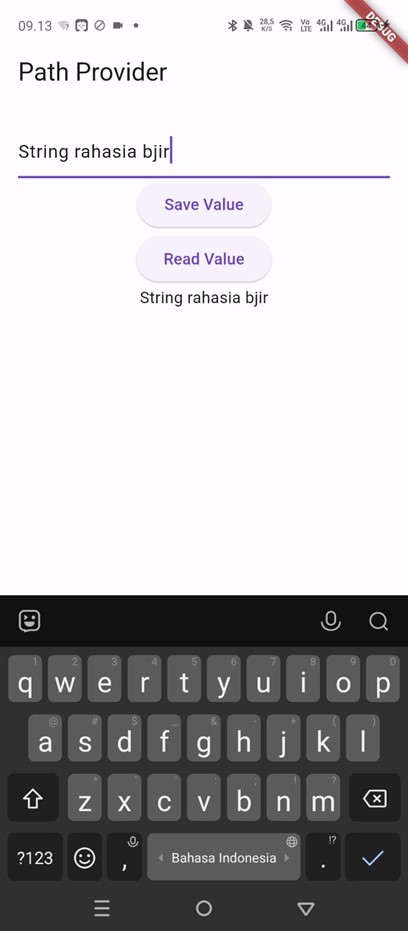 09.13 28,5 K/S Vo LTE 4G 4G
DEBUG
Path Provider
String rahasia bjir
Save Value
Read Value
String rahasia bjir
1 2 3 4 5 6 7 8 9 0
q w e r t y u i o p
@ # $ _ & - + ( )
a s d f g h j k l
* " ' : ; ! ?
z x c v b n m
?123 , Bahasa Indonesia . !?